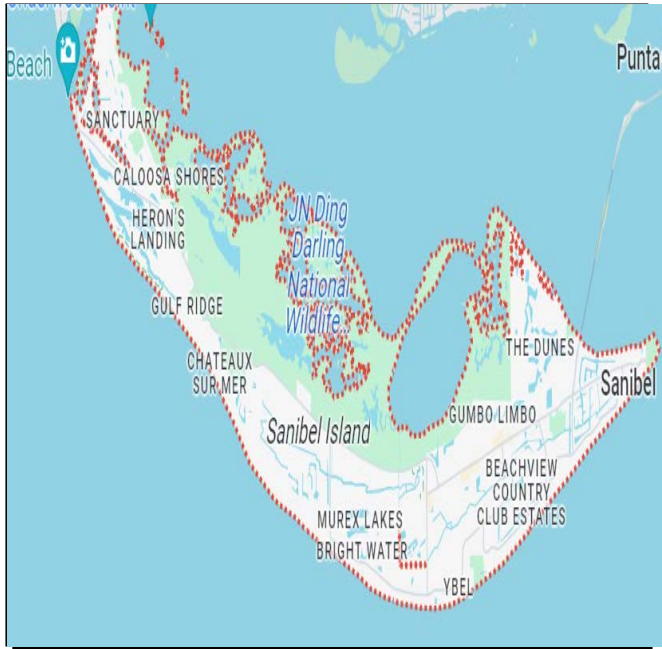 Beach
Punta
SANCTUARY
CALOOSA SHORES
HERON'S
LANDING
JN Ding
Darling
National
Wildlife...
GULF RIDGE
CHATEAUX
SUR MER
THE DUNES
Sanibel
GUMBO LIMBO
Sanibel Island
BEACHVIEW
COUNTRY
CLUB ESTATES
MUREX LAKES
BRIGHT WATER
YBEL